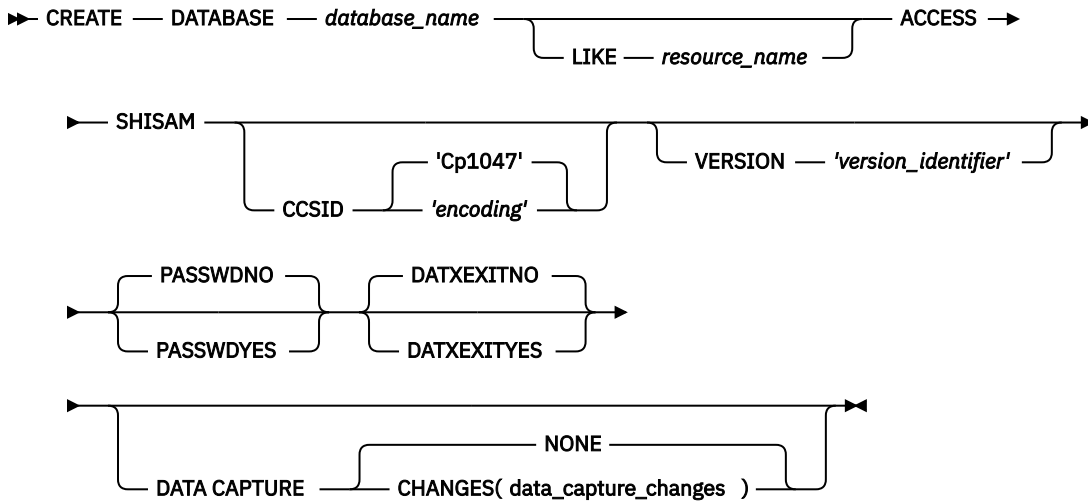 CREATE DATABASE database_name ACCESS
LIKE resource_name
SHISAM
'Cp1047'
VERSION 'version_identifier'
CCSID 'encoding'
PASSWDNO DATXEXITNO
PASSWDYES DATXEXITYES
NONE
DATA CAPTURE CHANGES( data_capture_changes )